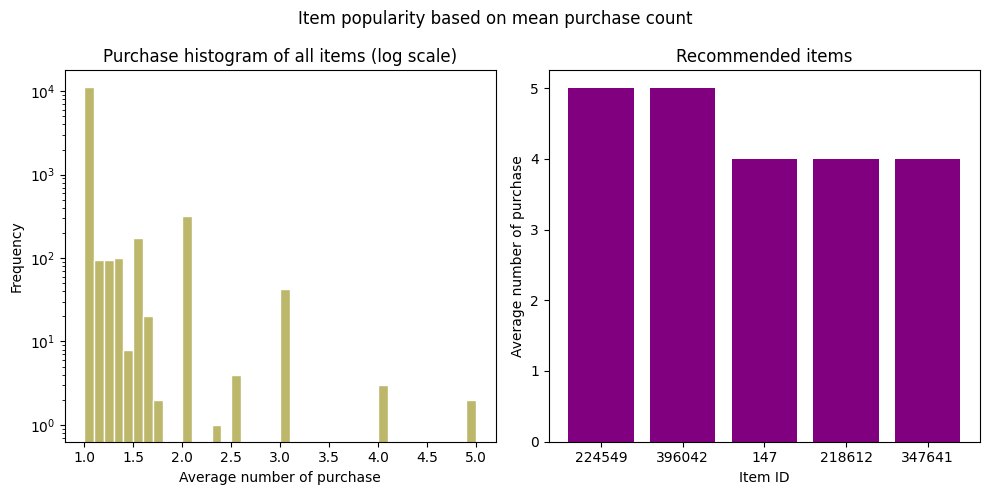 Item popularity based on mean purchase count
Purchase histogram of all items (log scale)
Frequency
10^4
10^3
10^2
10^1
10^0
1.0 1.5 2.0 2.5 3.0 3.5 4.0 4.5 5.0
Average number of purchase
Recommended items
Average number of purchase
5
4
3
2
1
0
224549 396042 147 218612 347641
Item ID